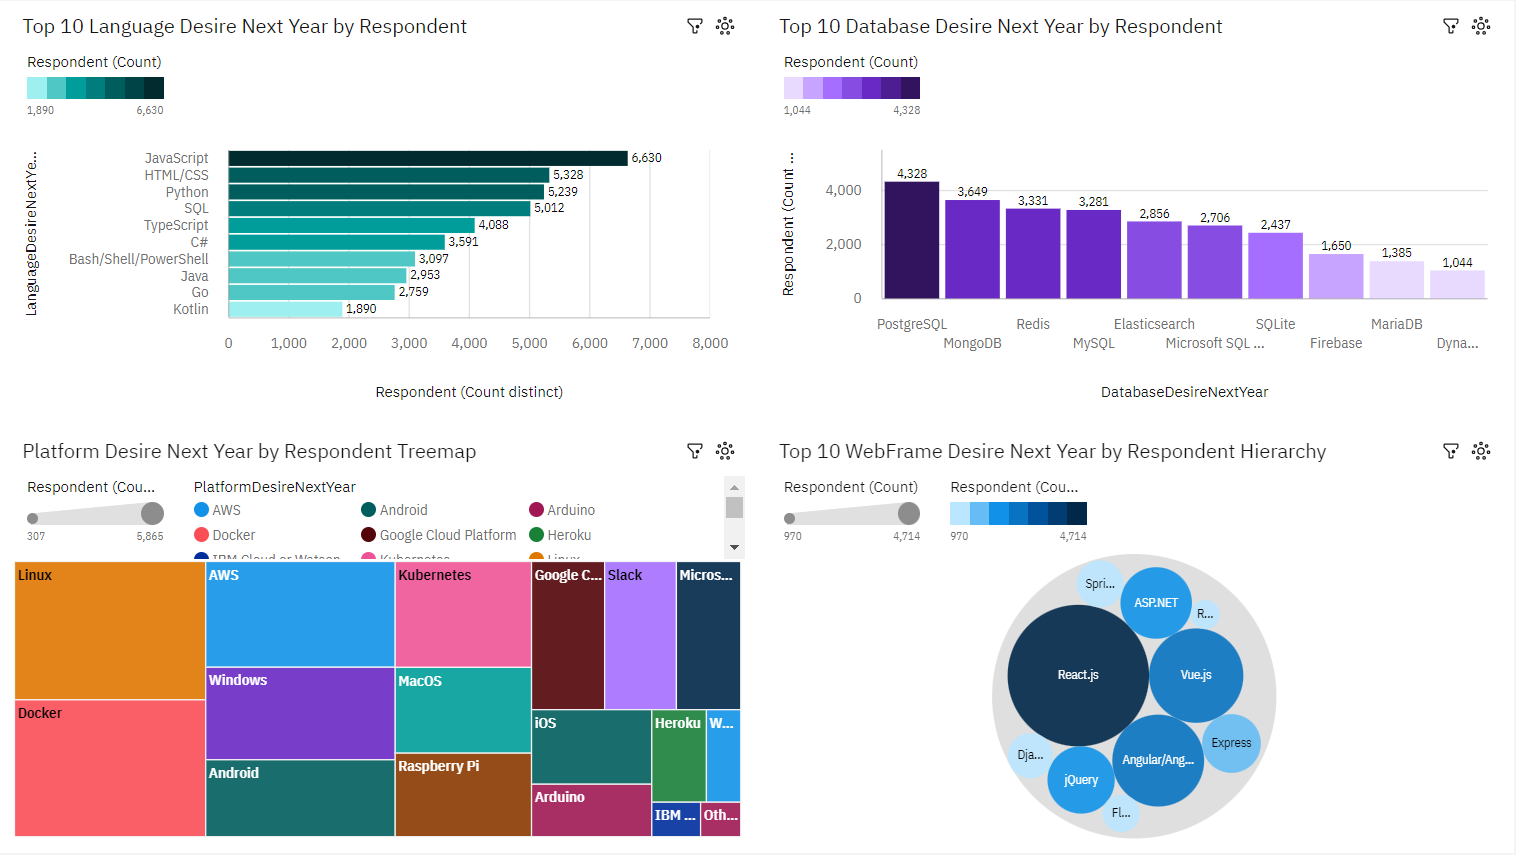 Top 10 Language Desire Next Year by Respondent
Respondent (Count)
1,890 6,630
LanguageDesireNextYe...
JavaScript 6,630
HTML/CSS 5,328
Python 5,239
SQL 5,012
TypeScript 4,088
C# 3,591
Bash/Shell/PowerShell 3,097
Java 2,953
Go 2,759
Kotlin 1,890
0 1,000 2,000 3,000 4,000 5,000 6,000 7,000 8,000
Respondent (Count distinct)
Top 10 Database Desire Next Year by Respondent
Respondent (Count)
1,044 4,328
Respondent (Count ...
4,000
2,000
0
4,328 3,649 3,331 3,281 2,856 2,706 2,437 1,650 1,385 1,044
PostgreSQL Redis Elasticsearch SQLite MariaDB
MongoDB MySQL Microsoft SQL ... Firebase Dyna...
DatabaseDesireNextYear
Platform Desire Next Year by Respondent Treemap
Respondent (Cou... PlatformDesireNextYear
307 5,865
AWS Android Arduino
Docker Google Cloud Platform Heroku
IBM Cloud or Watson Kubernetes Linux
Linux AWS Kubernetes Google C... Slack Micros...
Windows MacOS
Docker iOS Heroku W...
Android Raspberry Pi Arduino
IBM ... Oth...
Top 10 WebFrame Desire Next Year by Respondent Hierarchy
Respondent (Count) Respondent (Cou...
970 4,714 970 4,714
Spri...
ASP.NET
R...
React.js Vue.js
Express
Dja...
Angular/Ang...
jQuery
Fl...